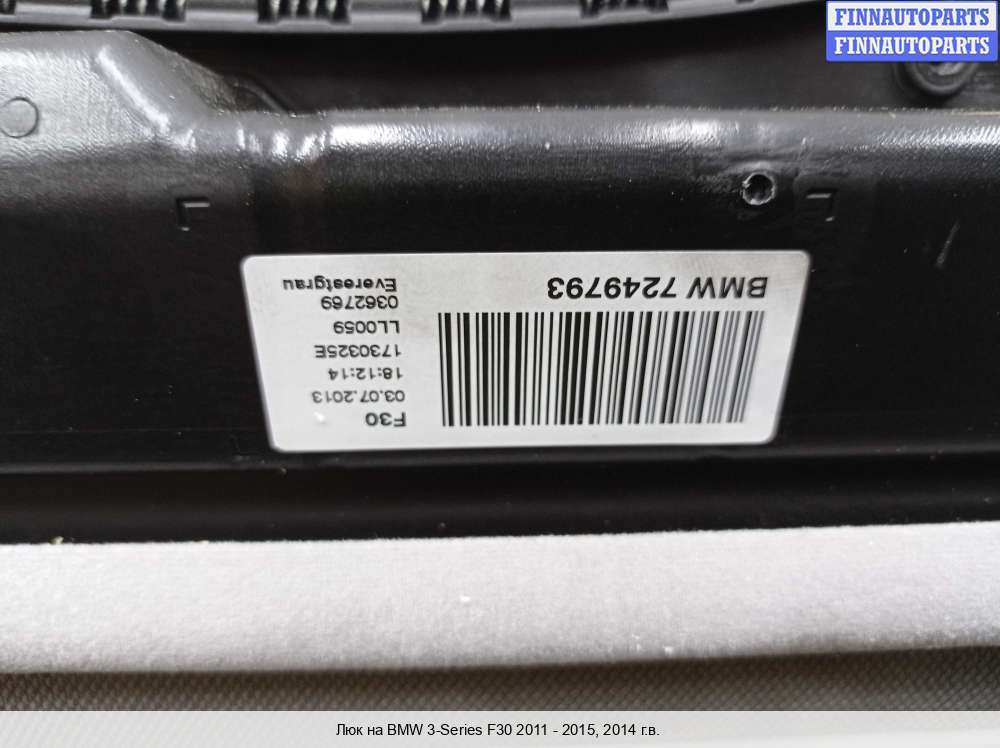 FINNAUTOPARTS
FINNAUTOPARTS
BMW 7249793
F30
03.07.2013
18:12:14
1730325E
LL0059
0362769
Everestgrau
Люк на BMW 3-Series F30 2011 - 2015, 2014 г.в.